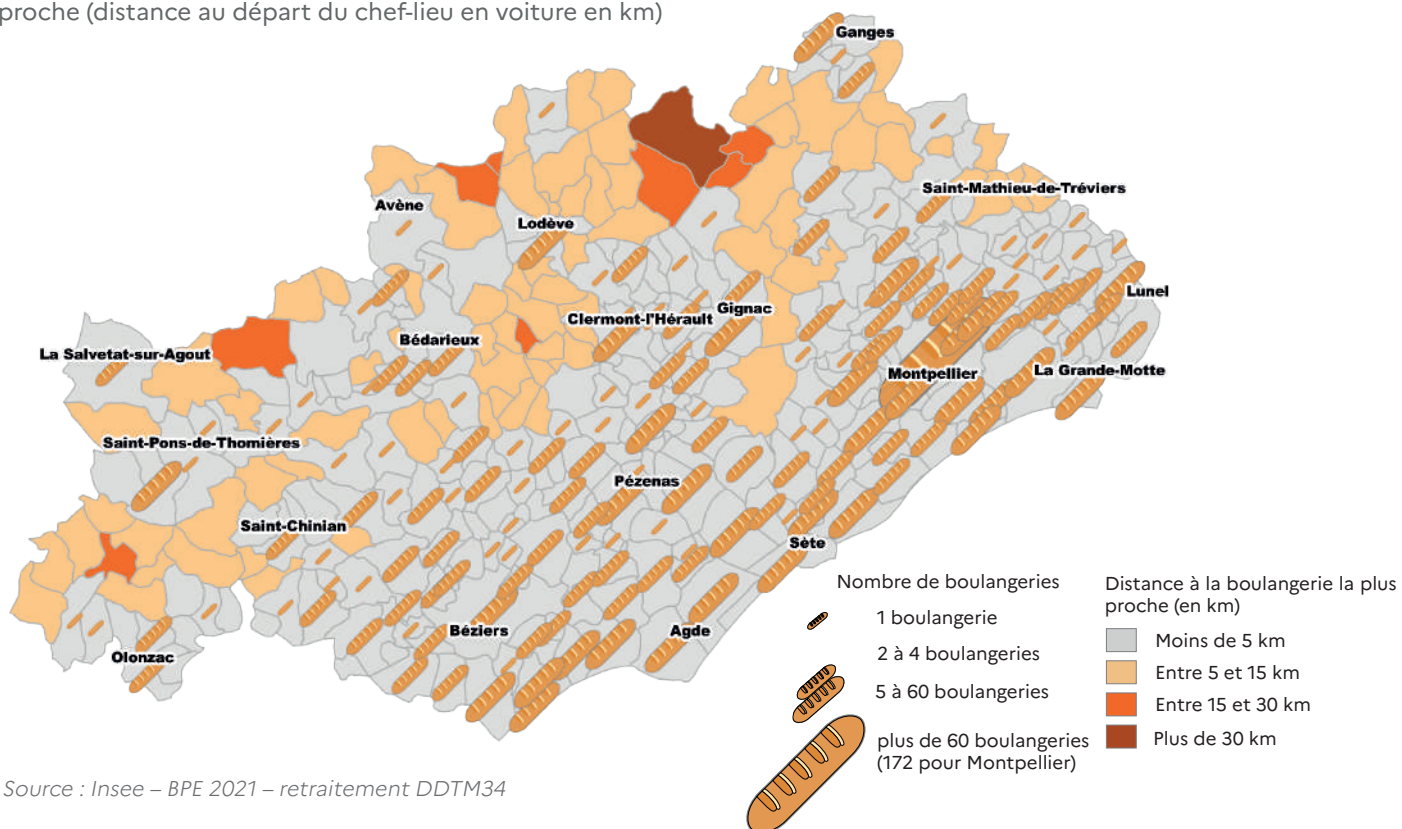 proche (distance au départ du chef-lieu en voiture en km)
Ganges
Saint-Mathieu-de-Tréviers
Avène
Lodève
Lunel
Clermont-l'Hérault
Gignac
Bédarieux
La Salvetat-sur-Agout
Montpellier
La Grande-Motte
Saint-Pons-de-Thomières
Pézenas
Saint-Chinian
Sète
Béziers
Agde
Olonzac
Nombre de boulangeries
1 boulangerie
2 à 4 boulangeries
5 à 60 boulangeries
plus de 60 boulangeries
(172 pour Montpellier)
Distance à la boulangerie la plus
proche (en km)
Moins de 5 km
Entre 5 et 15 km
Entre 15 et 30 km
Plus de 30 km
Source : Insee – BPE 2021 – retraitement DDTM34